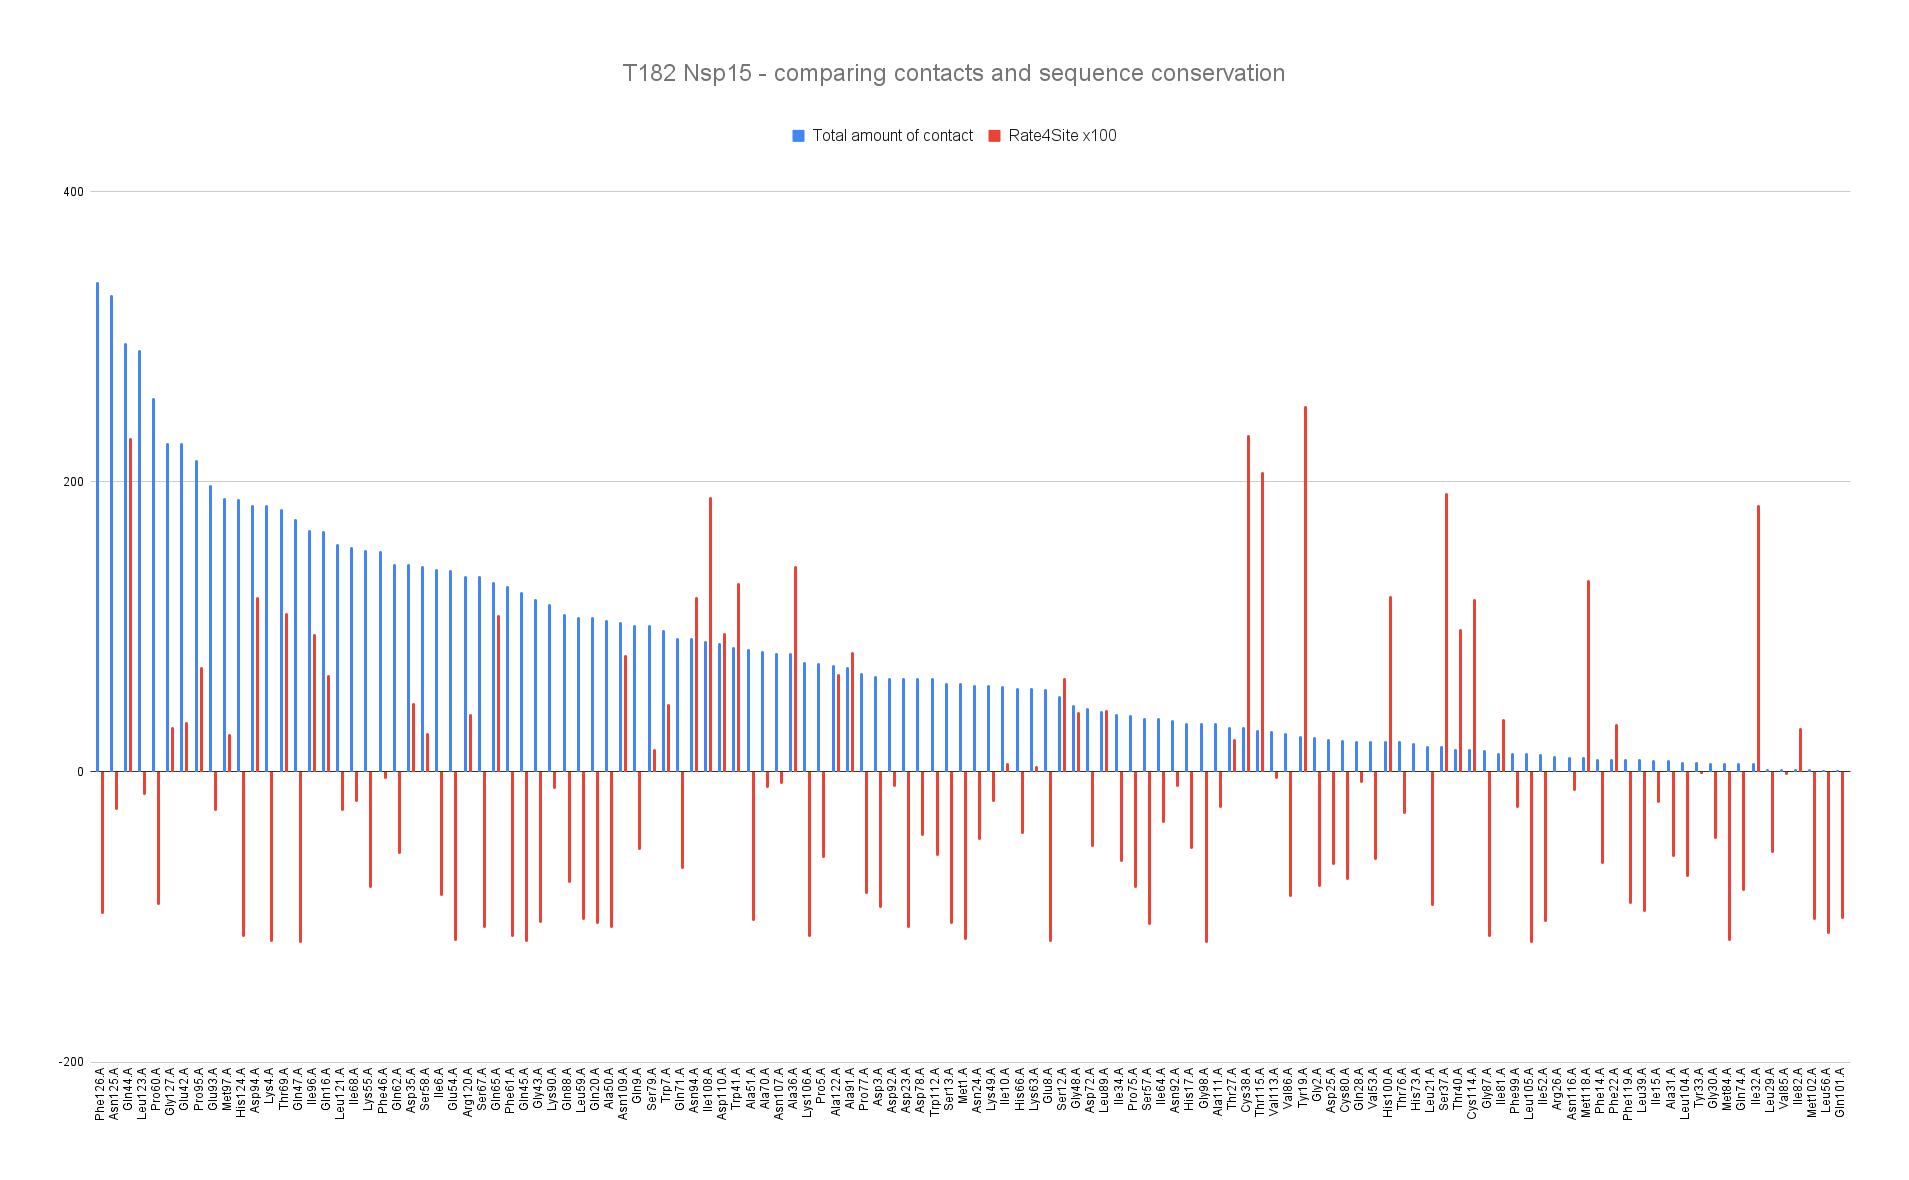 T182 Nsp15 - comparing contacts and sequence conservation
Total amount of contact
Rate4Site x100
400
200
0
-200
Phe126.A
Asn125.A
Gln44.A
Leu123.A
Pro60.A
Gly127.A
Glu42.A
Pro95.A
Glu93.A
Met97.A
His124.A
Asp94.A
Lys4.A
Thr69.A
Gln47.A
Ile96.A
Gln16.A
Leu121.A
Ile68.A
Lys55.A
Phe46.A
Gln62.A
Asp35.A
Ser58.A
Ile6.A
Glu54.A
Arg120.A
Ser67.A
Gln65.A
Phe61.A
Gln45.A
Gly43.A
Lys90.A
Gln88.A
Leu59.A
Gln20.A
Ala50.A
Asn109.A
Gln9.A
Ser79.A
Trp7.A
Gln71.A
Asn94.A
Ile108.A
Asp110.A
Trp41.A
Ala51.A
Ala70.A
Asn107.A
Ala36.A
Lys106.A
Pro5.A
Ala122.A
Ala91.A
Pro77.A
Asp3.A
Asp92.A
Asp23.A
Asp78.A
Trp112.A
Ser13.A
Met1.A
Asn24.A
Lys49.A
Ile10.A
His66.A
Lys63.A
Glu8.A
Ser12.A
Gly48.A
Asp72.A
Leu89.A
Ile34.A
Pro75.A
Ser57.A
Ile64.A
Asn92.A
His17.A
Gly98.A
Ala111.A
Thr27.A
Cys38.A
Thr115.A
Val113.A
Val86.A
Tyr19.A
Gly2.A
Asp25.A
Cys80.A
Gln28.A
Val53.A
His100.A
Thr76.A
His73.A
Leu21.A
Ser37.A
Thr40.A
Cys114.A
Gly87.A
Ile81.A
Phe99.A
Leu105.A
Ile52.A
Arg26.A
Asn116.A
Met118.A
Phe14.A
Phe22.A
Phe119.A
Leu39.A
Ile15.A
Ala31.A
Leu104.A
Tyr33.A
Gly30.A
Met84.A
Gln74.A
Ile32.A
Leu29.A
Val85.A
Ile82.A
Met102.A
Leu56.A
Gln101.A